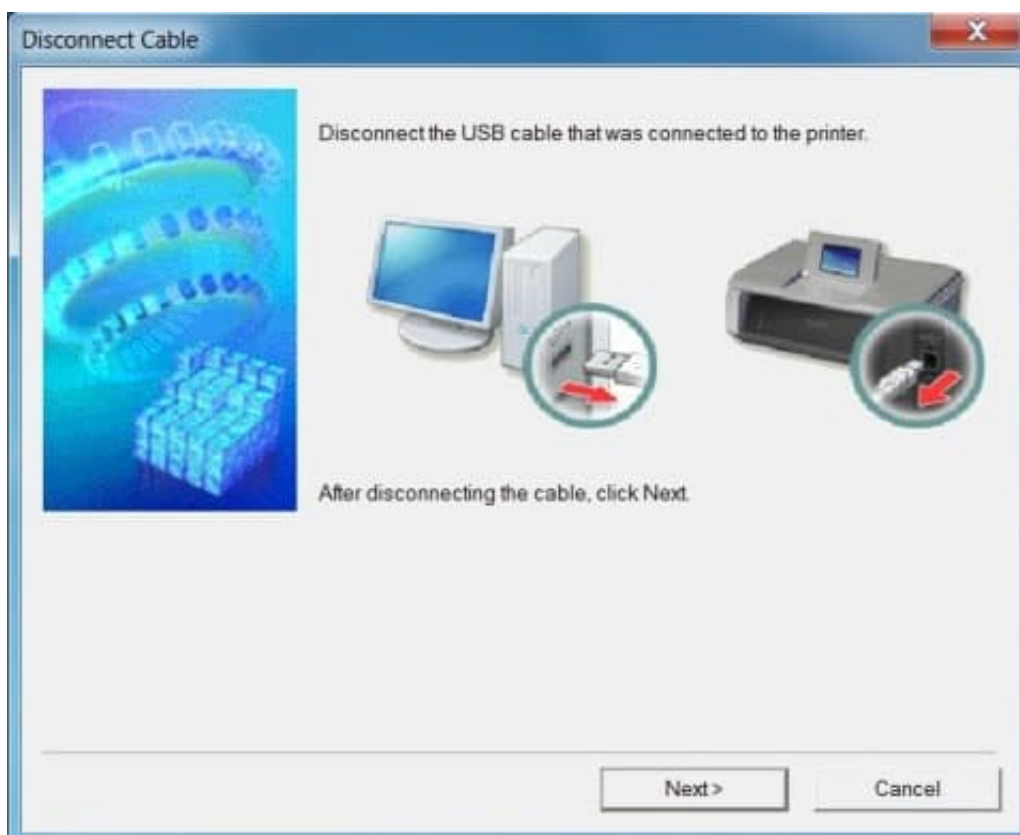 Disconnect Cable
Disconnect the USB cable that was connected to the printer.
After disconnecting the cable, click Next.
Next >
Cancel